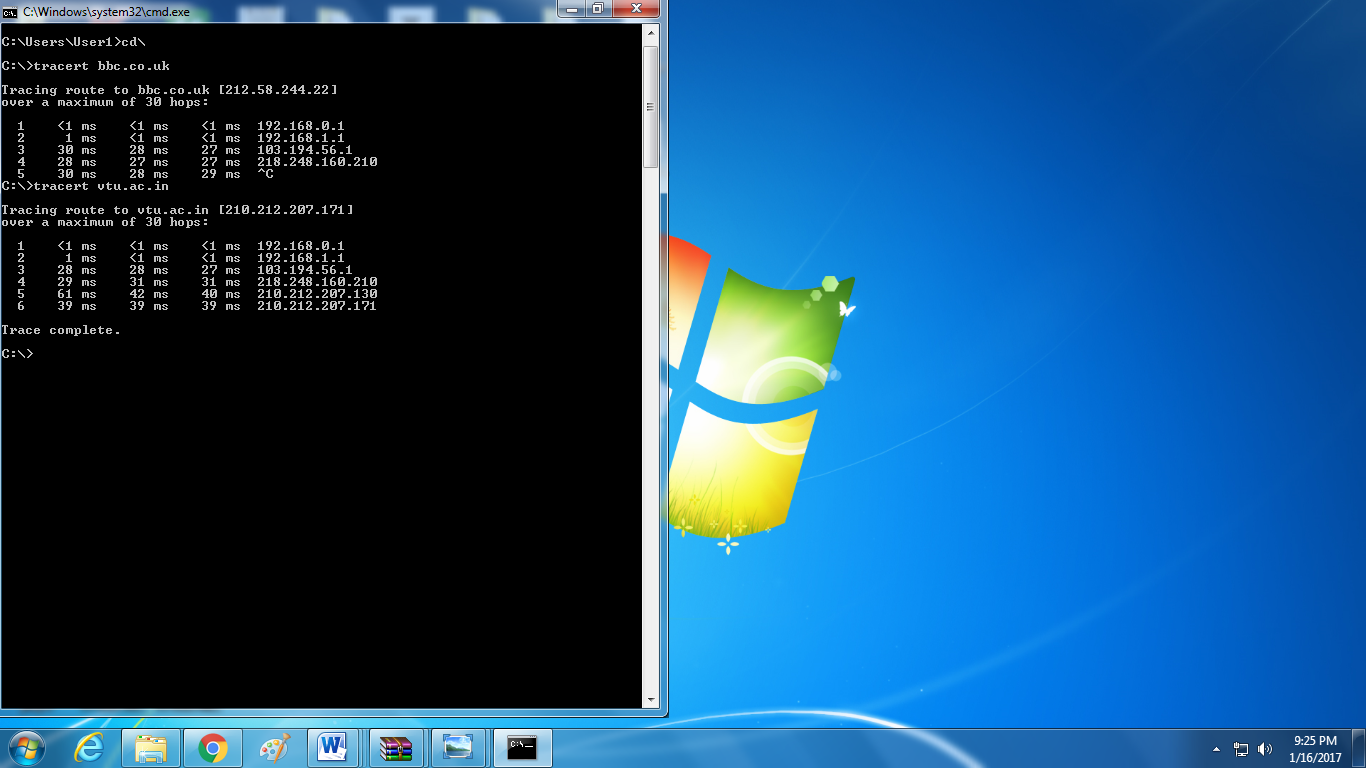 C:\Windows\system32\cmd.exe
C:\Users\User1>cd\
C:\>tracert bbc.co.uk
Tracing route to bbc.co.uk [212.58.244.22]
over a maximum of 30 hops:
1 <1 ms <1 ms <1 ms 192.168.0.1
2 1 ms <1 ms <1 ms 192.168.1.1
3 30 ms 28 ms 27 ms 103.194.56.1
4 28 ms 27 ms 27 ms 218.248.160.210
5 30 ms 28 ms 29 ms ^C
C:\>tracert vtu.ac.in
Tracing route to vtu.ac.in [210.212.207.171]
over a maximum of 30 hops:
1 <1 ms <1 ms <1 ms 192.168.0.1
2 1 ms <1 ms <1 ms 192.168.1.1
3 28 ms 28 ms 27 ms 103.194.56.1
4 29 ms 31 ms 31 ms 218.248.160.210
5 61 ms 42 ms 40 ms 210.212.207.130
6 39 ms 39 ms 39 ms 210.212.207.171
Trace complete.
C:\>
9:25 PM
1/16/2017